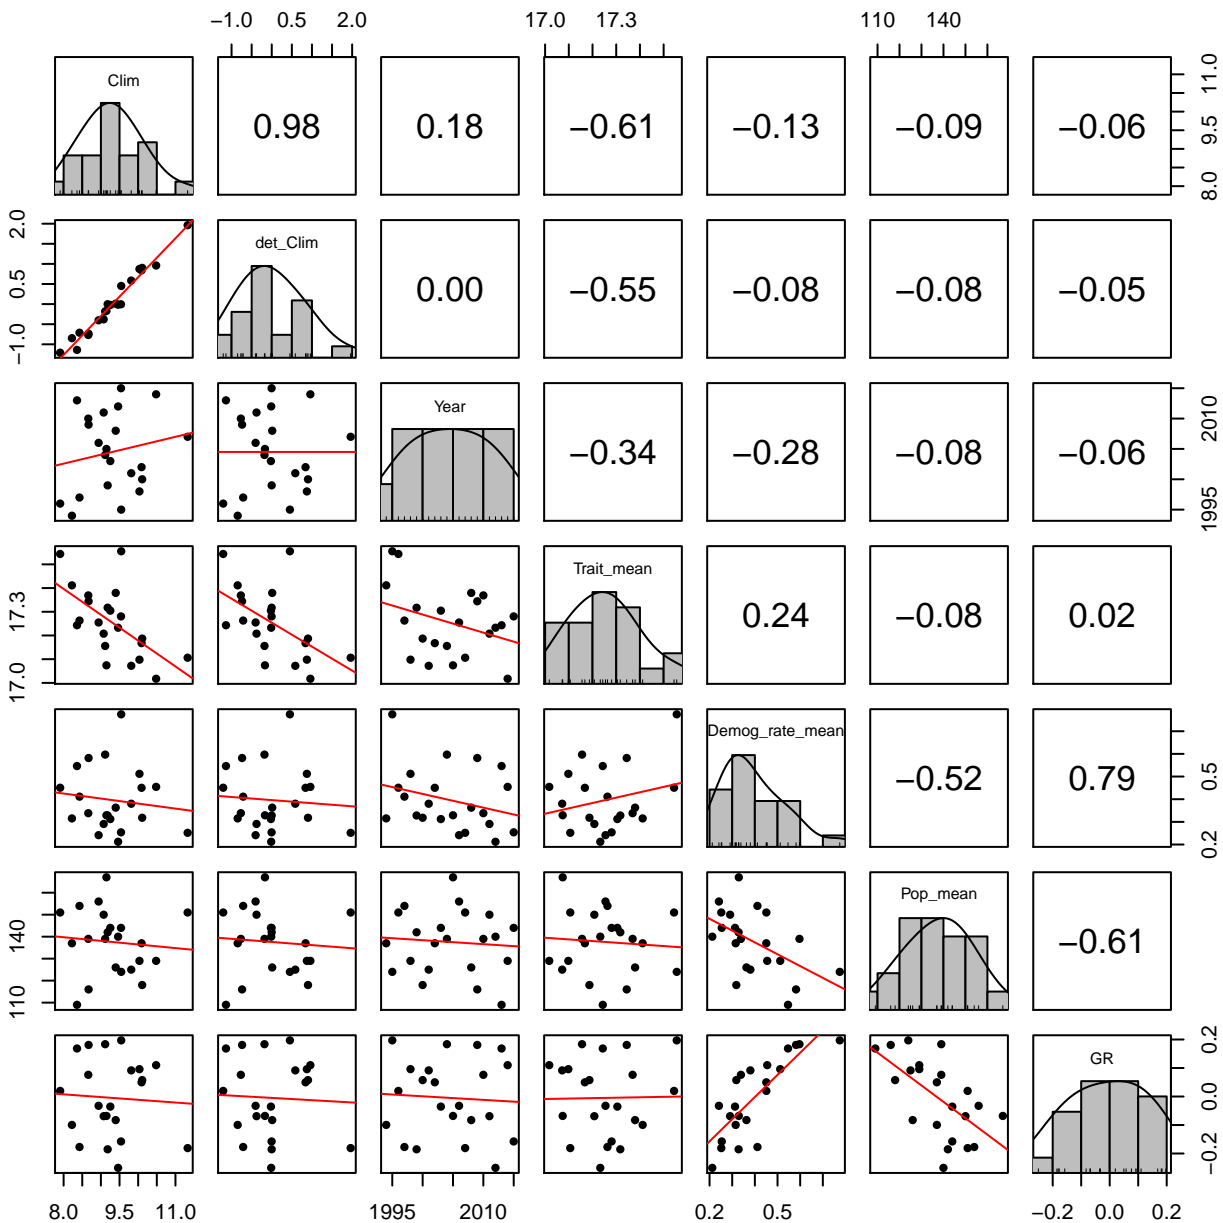 −1.0 0.5 2.0 17.0 17.3 110 140
Clim 0.98 0.18 −0.61 −0.13 −0.09 −0.06 8.0 9.5 11.0
−1.0 0.5 2.0 det_Clim 0.00 −0.55 −0.08 −0.08 −0.05
Year −0.34 −0.28 −0.08 −0.06 1995 2010
17.0 17.3 Trait_mean 0.24 −0.08 0.02
Demog_rate_mean −0.52 0.79 0.2 0.5
110 140 Pop_mean −0.61
GR −0.2 0.0 0.2
8.0 9.5 11.0 1995 2010 0.2 0.5 −0.2 0.0 0.2